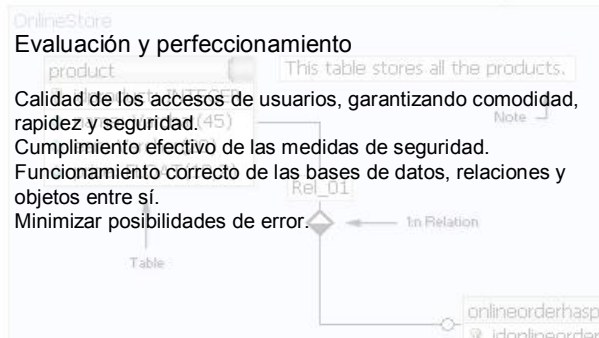 OnlineStore
Evaluación y perfeccionamiento
product
This table stores all the products.
Calidad de los accesos de usuarios, garantizando comodidad,
rapidez y seguridad.
(45)
Note
Cumplimiento efectivo de las medidas de seguridad.
Funcionamiento correcto de las bases de datos, relaciones y
objetos entre sí.
Rel_01
Minimizar posibilidades de error.
1:n Relation
Table
onlineorderhasp
idonlineorder